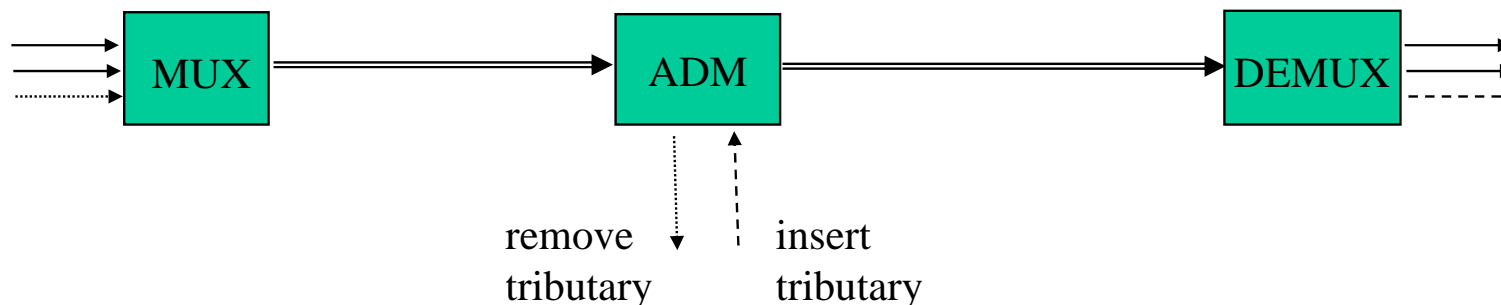 MUX
ADM
DEMUX
remove
tributary
insert
tributary